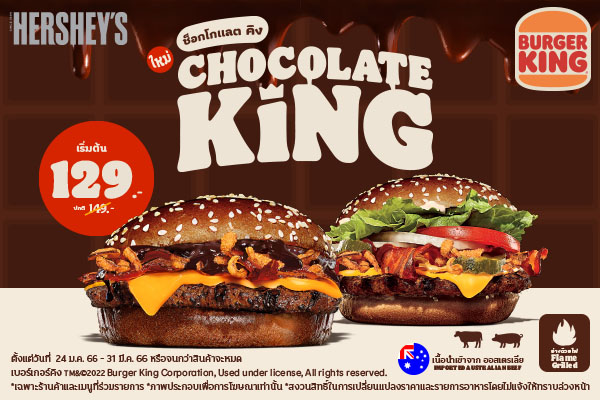 HERSHEY'S
ช็อกโกแลต คิง
ใหม่
CHOCOLATE
KING
BURGER
KING
เริ่มต้น
129.-
ปกติ 149.-
ตั้งแต่วันที่ 24 ม.ค. 66 - 31 มี.ค. 66 หรือจนกว่าสินค้าจะหมด
เบอร์เกอร์คิง TM&©2022 Burger King Corporation, Used under license, All rights reserved.
*เฉพาะร้านค้าและเมนูที่ร่วมรายการ *ภาพประกอบเพื่อการโฆษณาเท่านั้น *สงวนสิทธิ์ในการเปลี่ยนแปลงราคาและรายการอาหารโดยไม่แจ้งให้ทราบล่วงหน้า
เนื้อนำเข้าจาก ออสเตรเลีย
IMPORTED AUSTRALIAN BEEF
ย่างด้วยไฟ
Flame
Grilled